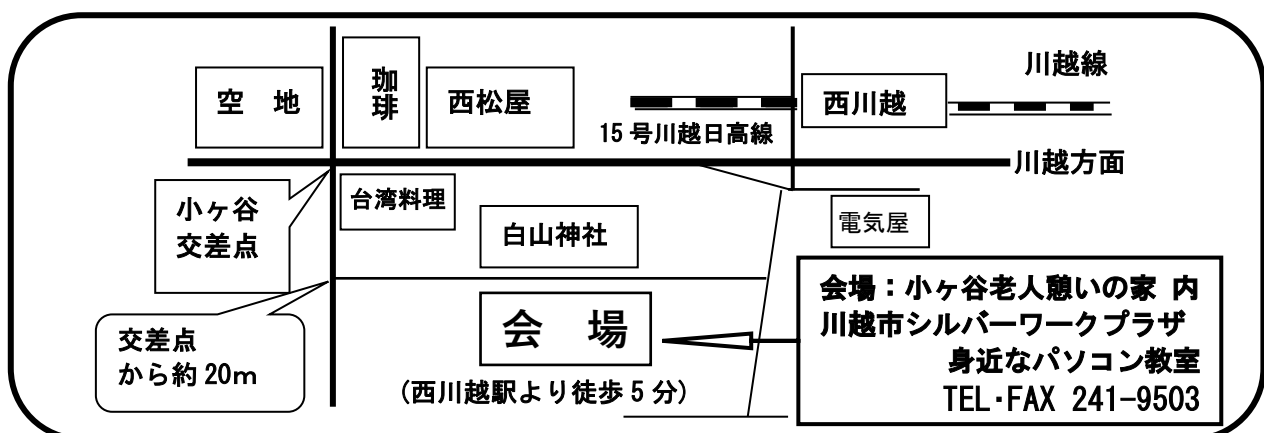 空 地
珈琲
西松屋
15号川越日高線
西川越
川越線
川越方面
小ヶ谷
交差点
台湾料理
白山神社
電気屋
交差点
から約20m
会 場
(西川越駅より徒歩5分)
会場：小ヶ谷老人憩いの家 内
川越市シルバーワークプラザ
身近なパソコン教室
TEL･FAX 241-9503